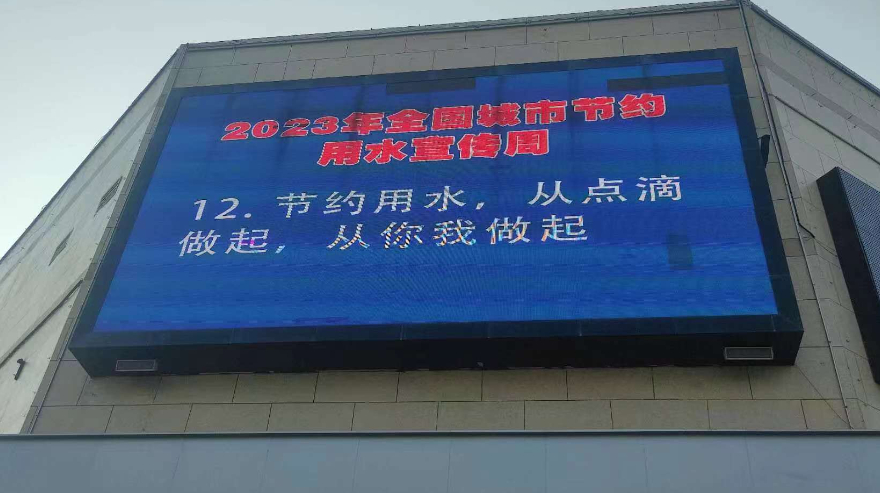 2023年全国城市节约
用水宣传周
12. 节约用水，从点滴
做起，从你我做起